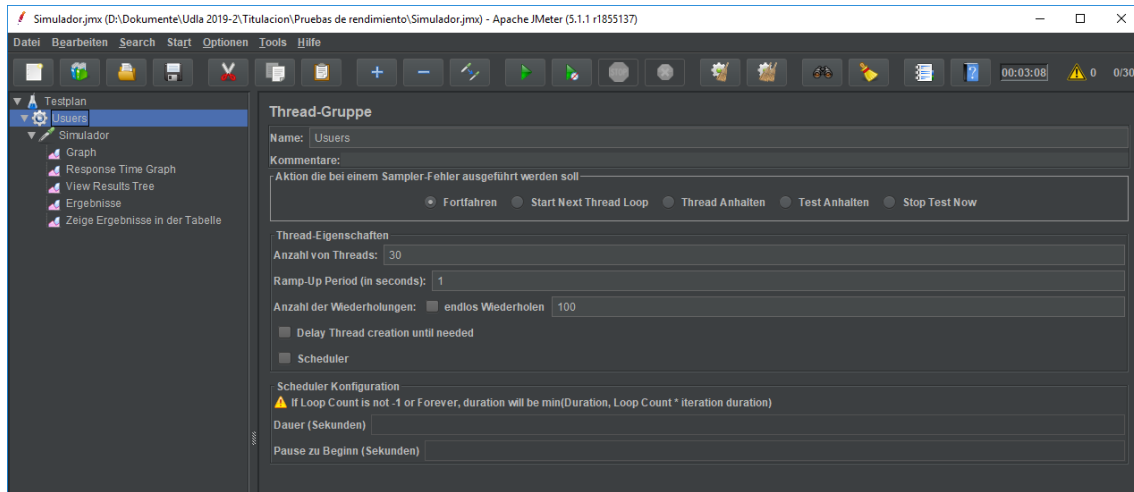 Simulador.jmx (D:\Dokumente\Udla 2019-2\Titulacion\Pruebas de rendimiento\Simulador.jmx) - Apache JMeter (5.1.1 r1855137)
Datei Bearbeiten Search Start Optionen Tools Hilfe
00:03:08 0 0/30
Testplan
Usuers
Simulador
Graph
Response Time Graph
View Results Tree
Ergebnisse
Zeige Ergebnisse in der Tabelle
Thread-Gruppe
Name: Usuers
Kommentare:
Aktion die bei einem Sampler-Fehler ausgeführt werden soll
Fortfahren Start Next Thread Loop Thread Anhalten Test Anhalten Stop Test Now
Thread-Eigenschaften
Anzahl von Threads: 30
Ramp-Up Period (in seconds): 1
Anzahl der Wiederholungen: endlos Wiederholen 100
Delay Thread creation until needed
Scheduler
Scheduler Konfiguration
If Loop Count is not -1 or Forever, duration will be min(Duration, Loop Count * iteration duration)
Dauer (Sekunden)
Pause zu Beginn (Sekunden)